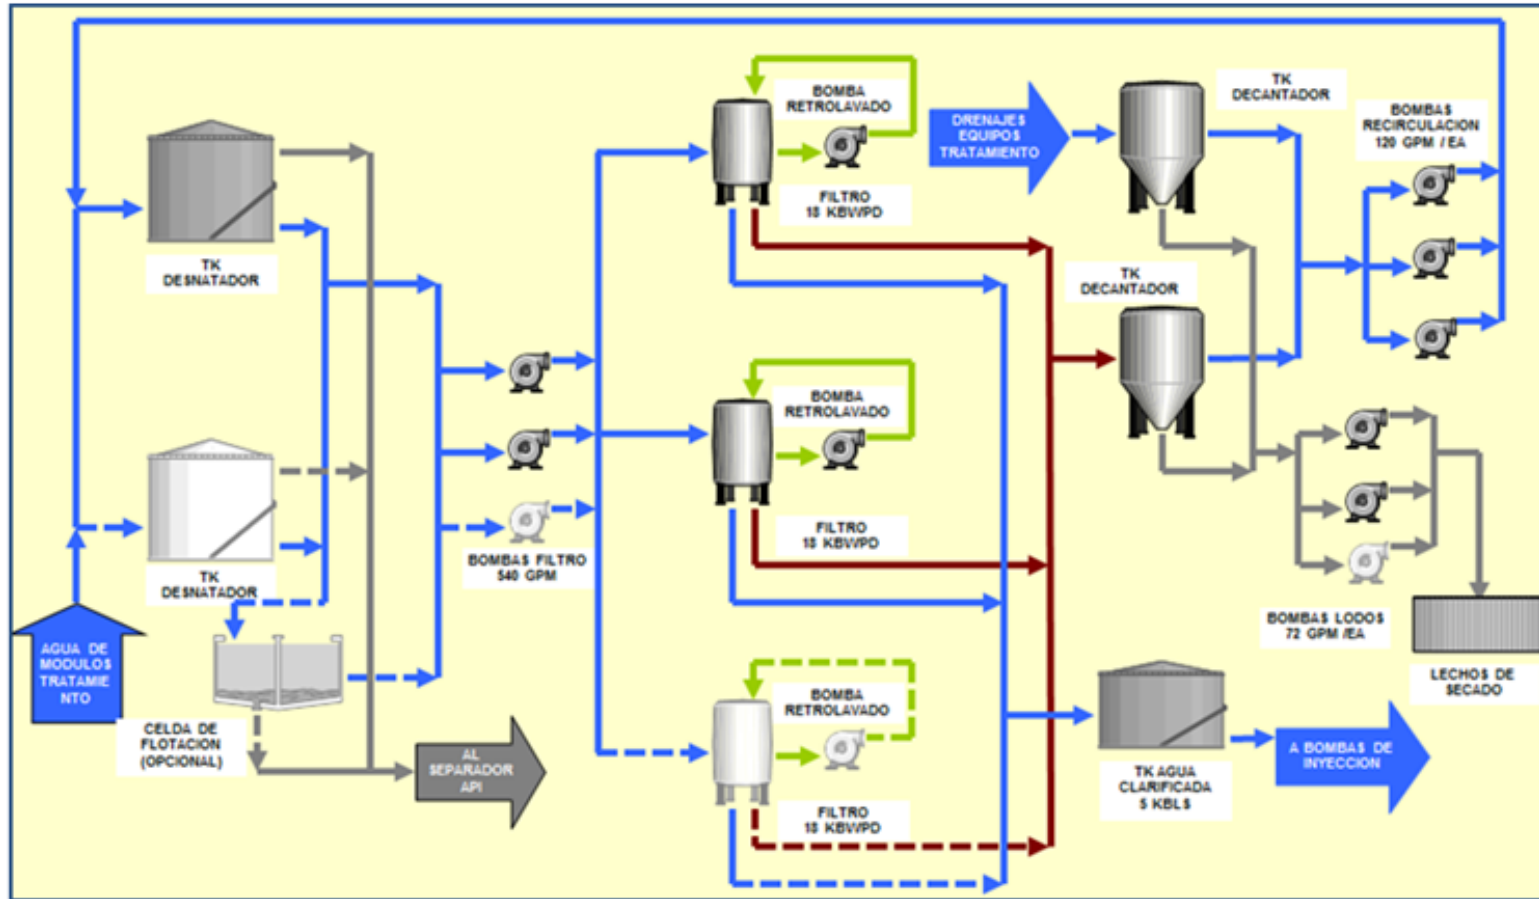 BOMBA
RETROLAVADO
DRENAJES
EQUIPOS
TRATAMIENTO
TK
DECANTADOR
BOMBAS
RECIRCULACION
120 GPM / EA
FILTRO
18 KBWPD
TK
DESNATADOR
TK
DECANTADOR
BOMBA
RETROLAVADO
FILTRO
18 KBWPD
BOMBAS FILTRO
540 GPM
TK
DESNATADOR
AGUA DE
MODULOS
TRATAMIE
NTO
BOMBAS LODOS
72 GPM /EA
LECHOS DE
SECADO
BOMBA
RETROLAVADO
CELDA DE
FLOTACION
(OPCIONAL)
AL
SEPARADOR
API
FILTRO
18 KBWPD
TK AGUA
CLARIFICADA
5 KBLS
A BOMBAS DE
INYECCION